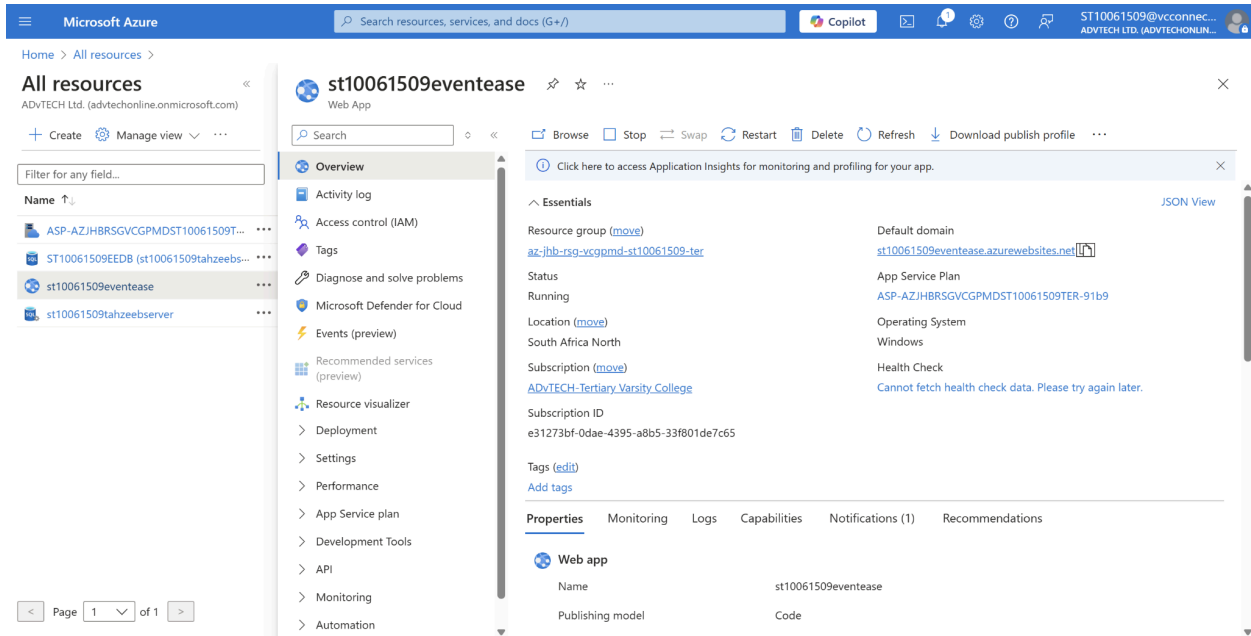 Microsoft Azure
Search resources, services, and docs (G+/)
Copilot
1
ST10061509@vcconnec...
ADVTECH LTD. (ADVTECHONLIN...
Home > All resources >
All resources
ADvTECH Ltd. (advtechonline.onmicrosoft.com)
+ Create
Manage view
...
Filter for any field...
Name ↑↓
ASP-AZJHBRSGVCGPMDST10061509T... ...
ST10061509EEDB (st10061509tahzeebs... ...
st10061509eventease ...
st10061509tahzeebserver ...
< Page 1 of 1 >
st10061509eventease
...
Web App
Search
Overview
Activity log
Access control (IAM)
Tags
Diagnose and solve problems
Microsoft Defender for Cloud
Events (preview)
Recommended services
(preview)
Resource visualizer
> Deployment
> Settings
> Performance
> App Service plan
> Development Tools
> API
> Monitoring
> Automation
Browse
Stop
Swap
Restart
Delete
Refresh
Download publish profile
...
Click here to access Application Insights for monitoring and profiling for your app.
Essentials
JSON View
Resource group (move)
az-jhb-rsg-vcgpmd-st10061509-ter
Status
Running
Location (move)
South Africa North
Subscription (move)
ADvTECH-Tertiary Varsity College
Subscription ID
e31273bf-0dae-4395-a8b5-33f801de7c65
Default domain
st10061509eventease.azurewebsites.net
App Service Plan
ASP-AZJHBRSGVCGPMDST10061509TER-91b9
Operating System
Windows
Health Check
Cannot fetch health check data. Please try again later.
Tags (edit)
Add tags
Properties
Monitoring
Logs
Capabilities
Notifications (1)
Recommendations
Web app
Name
st10061509eventease
Publishing model
Code